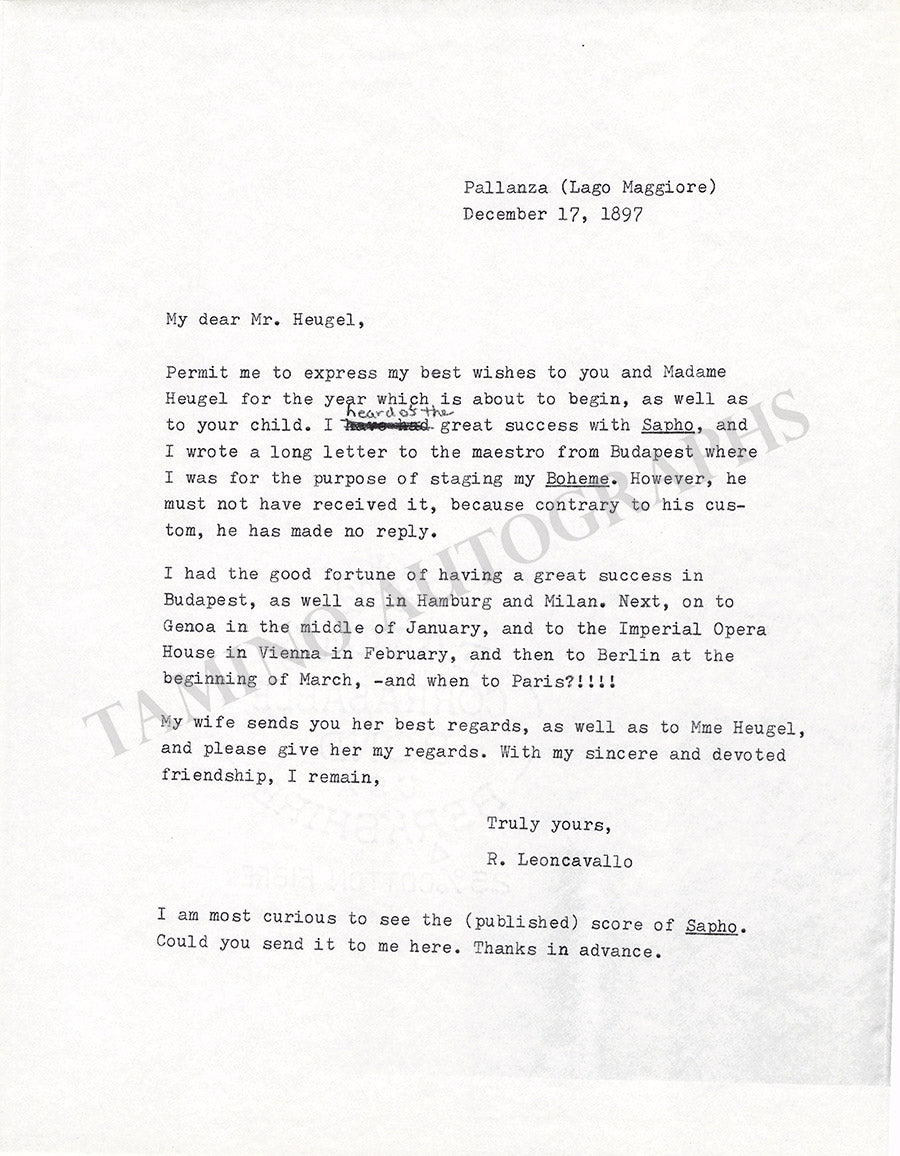 Pallanza (Lago Maggiore)
December 17, 1897
My dear Mr. Heugel,
Permit me to express my best wishes to you and Madame
Heugel for the year which is about to begin, as well as
heard of the
to your child. I have had great success with Sapho, and
I wrote a long letter to the maestro from Budapest where
I was for the purpose of staging my Boheme. However, he
must not have received it, because contrary to his cus-
tom, he has made no reply.
I had the good fortune of having a great success in
Budapest, as well as in Hamburg and Milan. Next, on to
Genoa in the middle of January, and to the Imperial Opera
House in Vienna in February, and then to Berlin at the
beginning of March, -and when to Paris?!!!!
My wife sends you her best regards, as well as to Mme Heugel,
and please give her my regards. With my sincere and devoted
friendship, I remain,
Truly yours,
R. Leoncavallo
I am most curious to see the (published) score of Sapho.
Could you send it to me here. Thanks in advance.
TAMINO AUTOGRAPHS
25% COTTON FIBRE